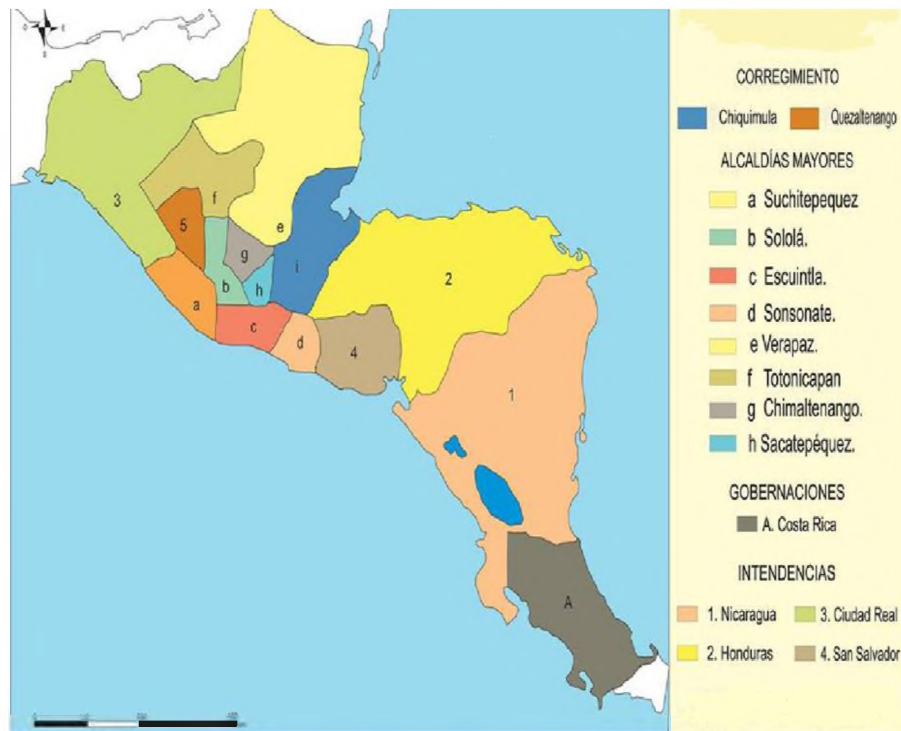 3
f
5
e
g
i
b
h
a
c
d
4
2
1
A
CORREGIMIENTO
Chiquimula Quezaltenango
ALCALDÍAS MAYORES
a Suchitepequez
b Sololá.
c Escuintla.
d Sonsonate.
e Verapaz.
f Totonicapan
g Chimaltenango.
h Sacatepéquez.
GOBERNACIONES
A. Costa Rica
INTENDENCIAS
1. Nicaragua 3. Ciudad Real
2. Honduras 4. San Salvador